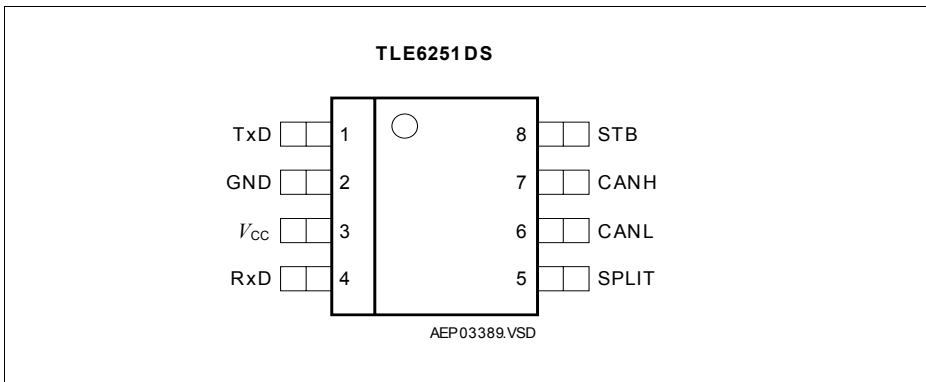 TLE6251DS
TxD 1 8 STB
GND 2 7 CANH
VCC 3 6 CANL
RxD 4 5 SPLIT
AEP03389.VSD